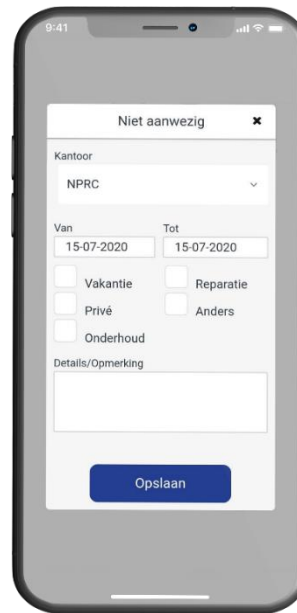 9:41
Niet aanwezig ✖
Kantoor
NPRC
Van Tot
15-07-2020 15-07-2020
Vakantie Reparatie
Privé Anders
Onderhoud
Details/Opmerking
Opslaan